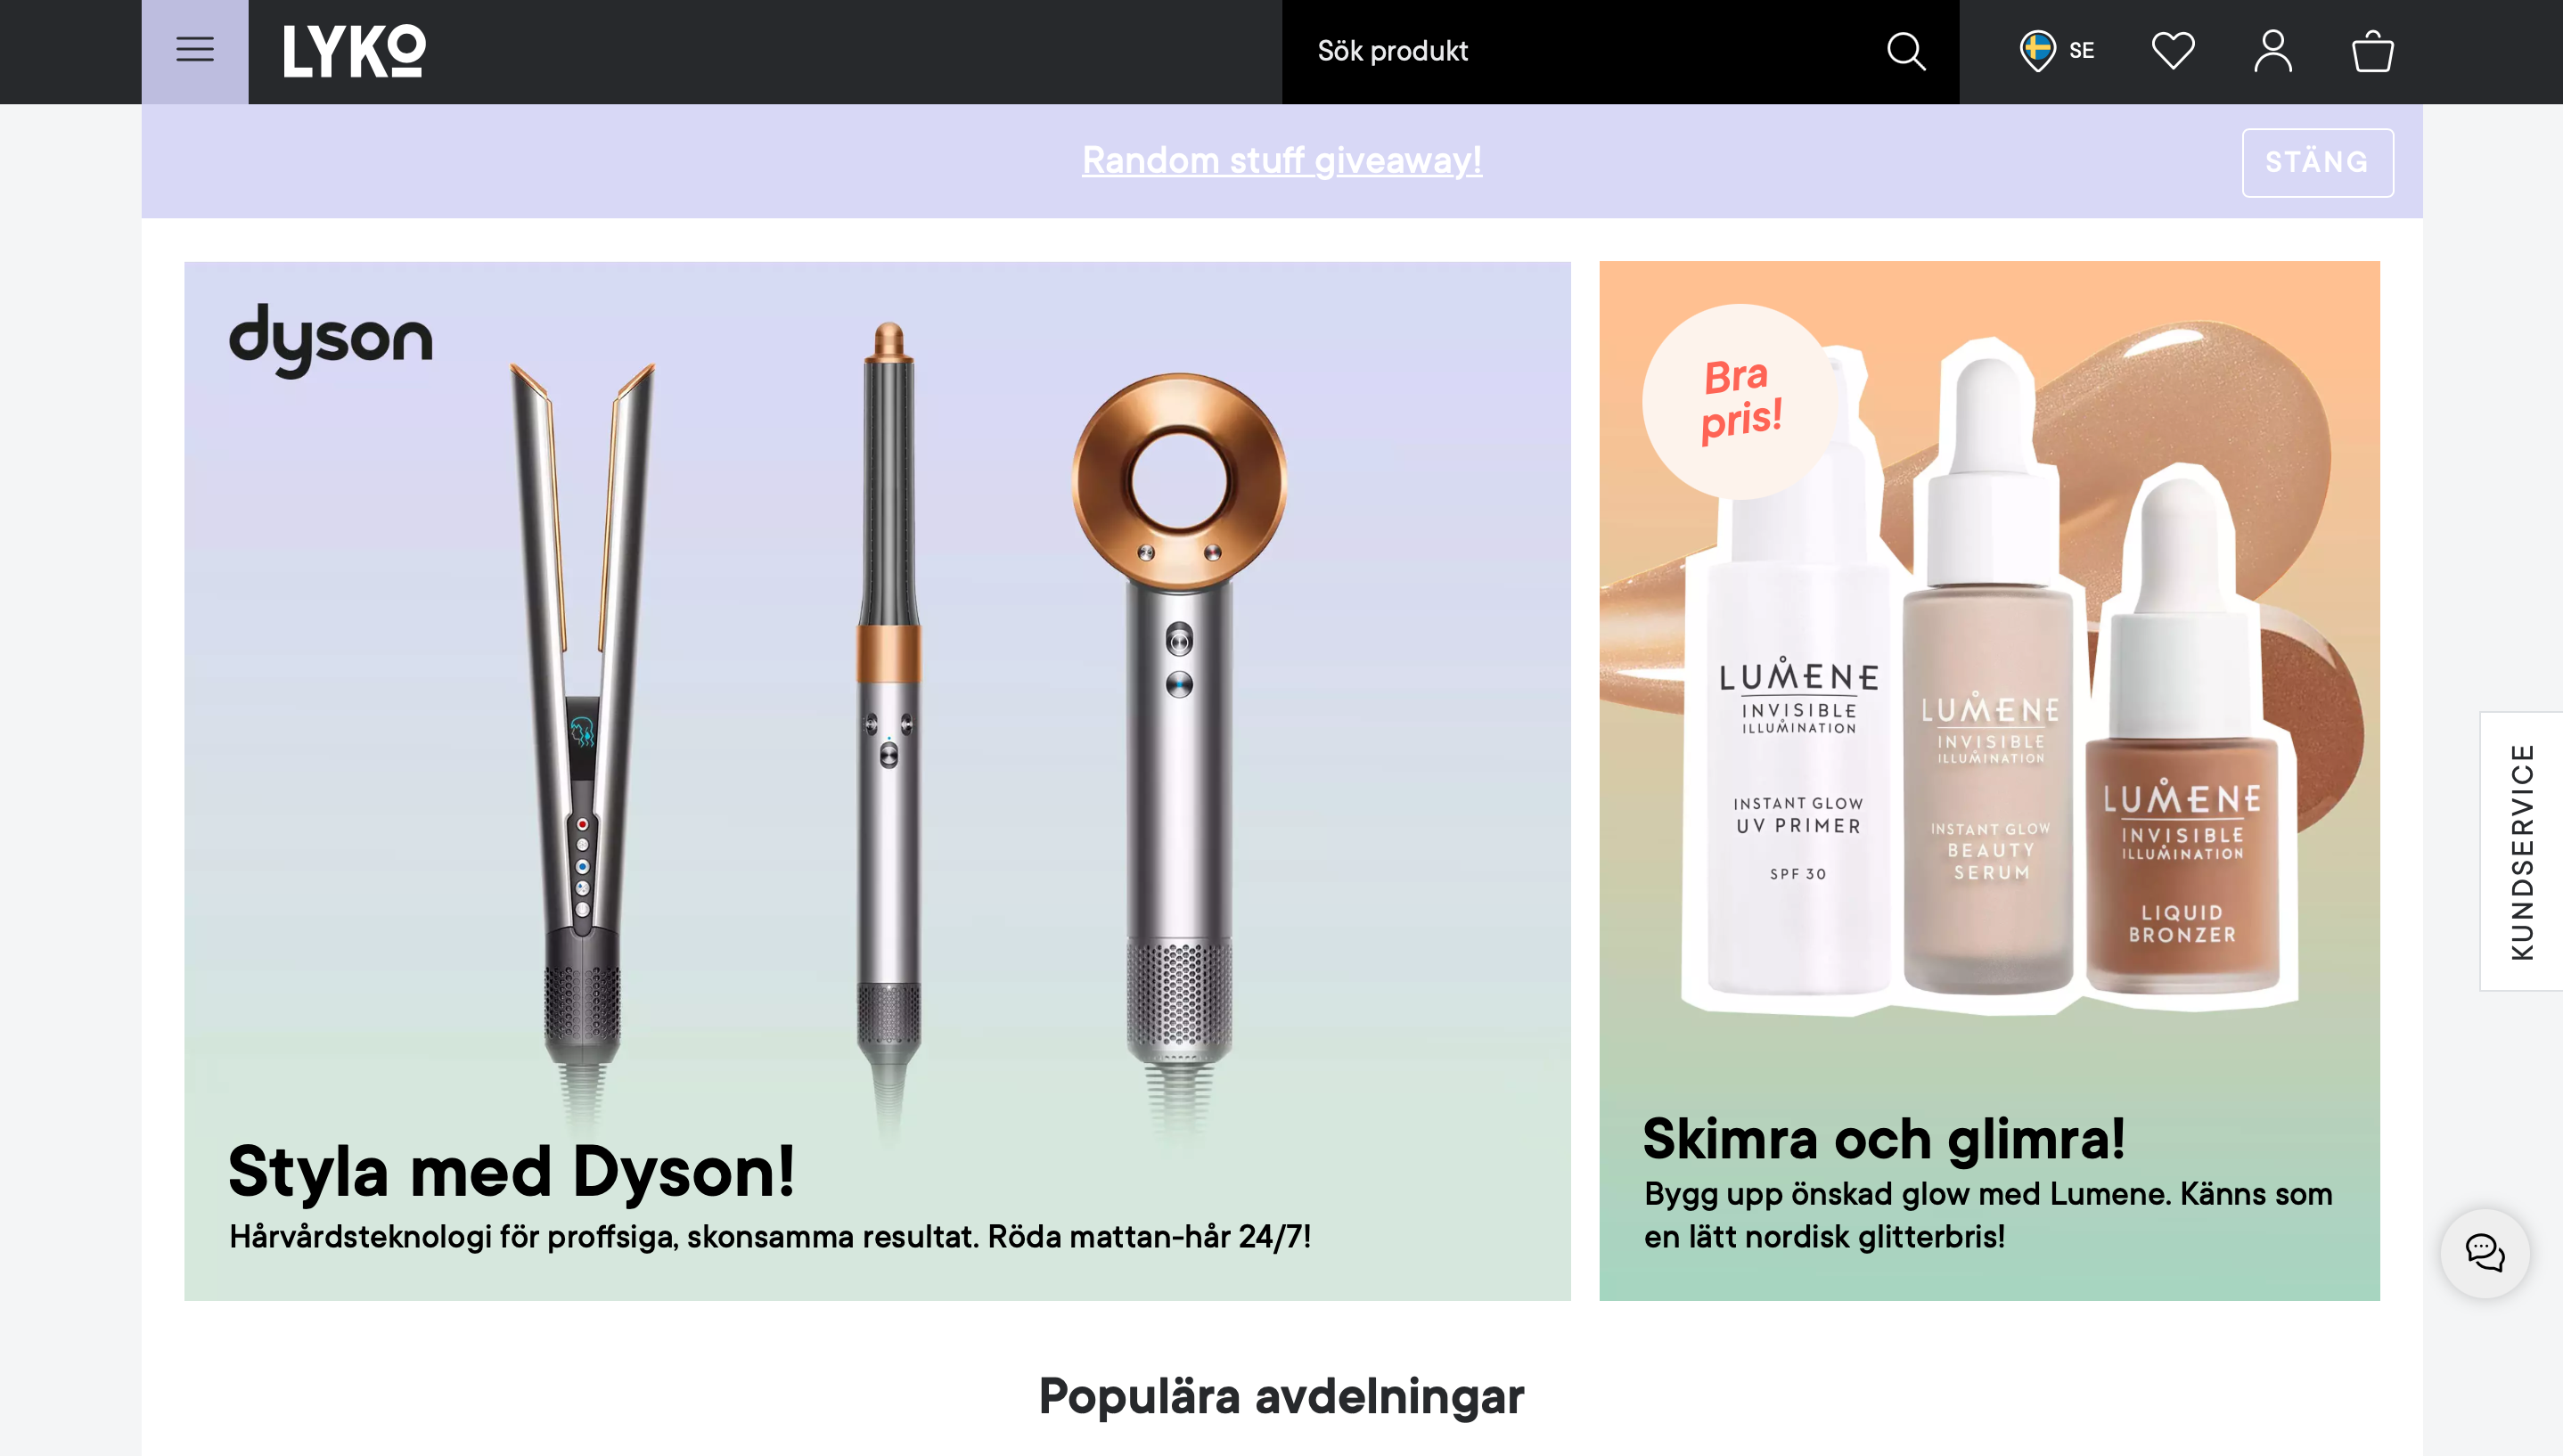 LYKO
Sök produkt
SE
Random stuff giveaway!
STÄNG
dyson
Bra
pris!
LUMENE
INVISIBLE
ILLUMINATION
INSTANT GLOW
UV PRIMER
SPF 30
LUMENE
INVISIBLE
ILLUMINATION
INSTANT GLOW
BEAUTY
SERUM
LUMENE
INVISIBLE
ILLUMINATION
LIQUID
BRONZER
KUNDSERVICE
Styla med Dyson!
Hårvårdsteknologi för proffsiga, skonsamma resultat. Röda mattan-hår 24/7!
Skimra och glimra!
Bygg upp önskad glow med Lumene. Känns som
en lätt nordisk glitterbris!
Populära avdelningar